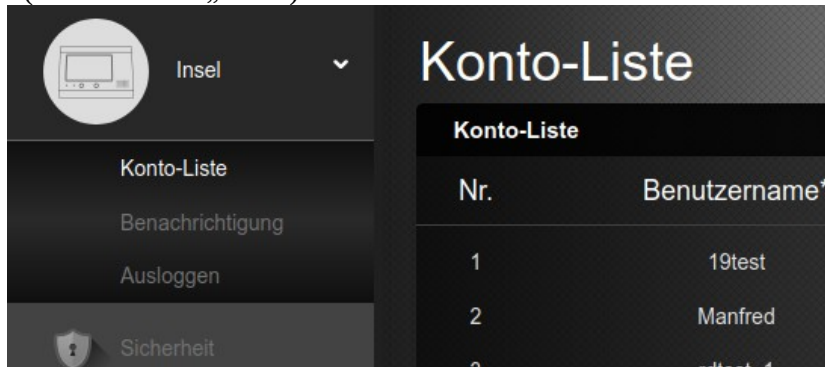 Insel
Konto-Liste
Benachrichtigung
Ausloggen
Sicherheit
Konto-Liste
Konto-Liste
Nr. Benutzername*
1 19test
2 Manfred